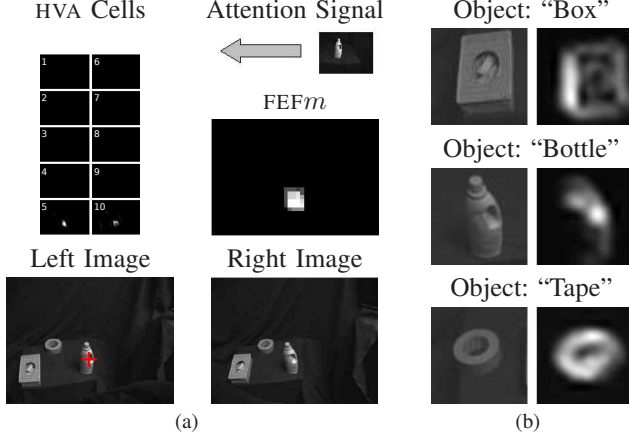 HVA Cells
Attention Signal
1
6
2
7
3
8
4
9
5
10
FEFm
Left Image
Right Image
(a)
Object: “Box”
Object: “Bottle”
Object: “Tape”
(b)